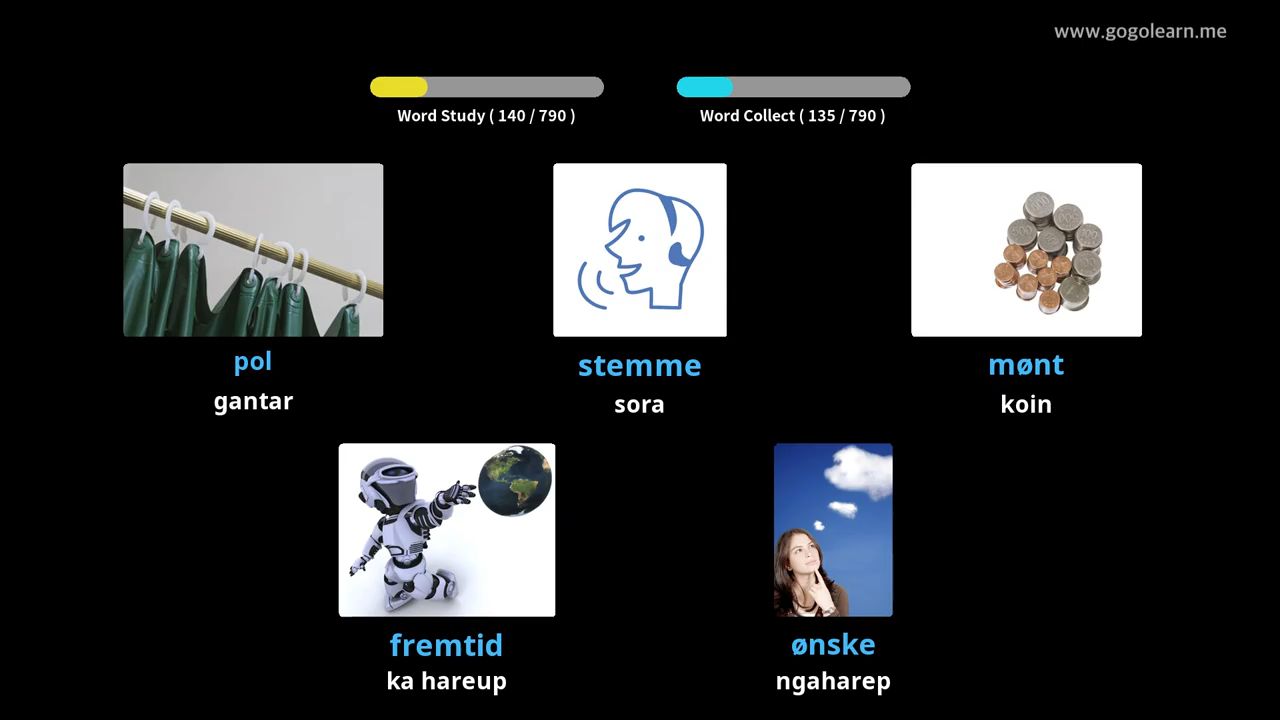 www.gogolearn.me
Word Study ( 140 / 790 )
Word Collect ( 135 / 790 )
pol
gantar
stemme
sora
mønt
koin
fremtid
ka hareup
ønske
ngaharep